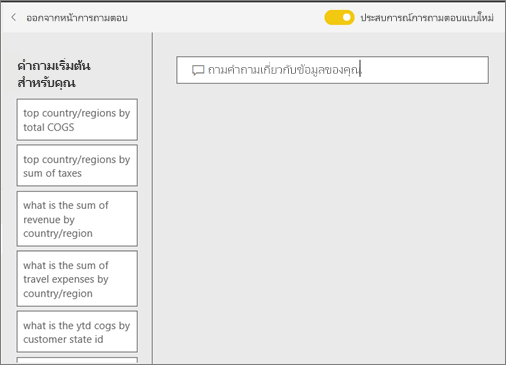 ออกจากหน้าการถามตอบ
ประสบการณ์การถามตอบแบบใหม่
คำถามเริ่มต้น
สำหรับคุณ
top country/regions by
total COGS
top country/regions by
sum of taxes
what is the sum of
revenue by
country/region
what is the sum of
travel expenses by
country/region
what is the ytd cogs by
customer state id
ถามคำถามเกี่ยวกับข้อมูลของคุณ